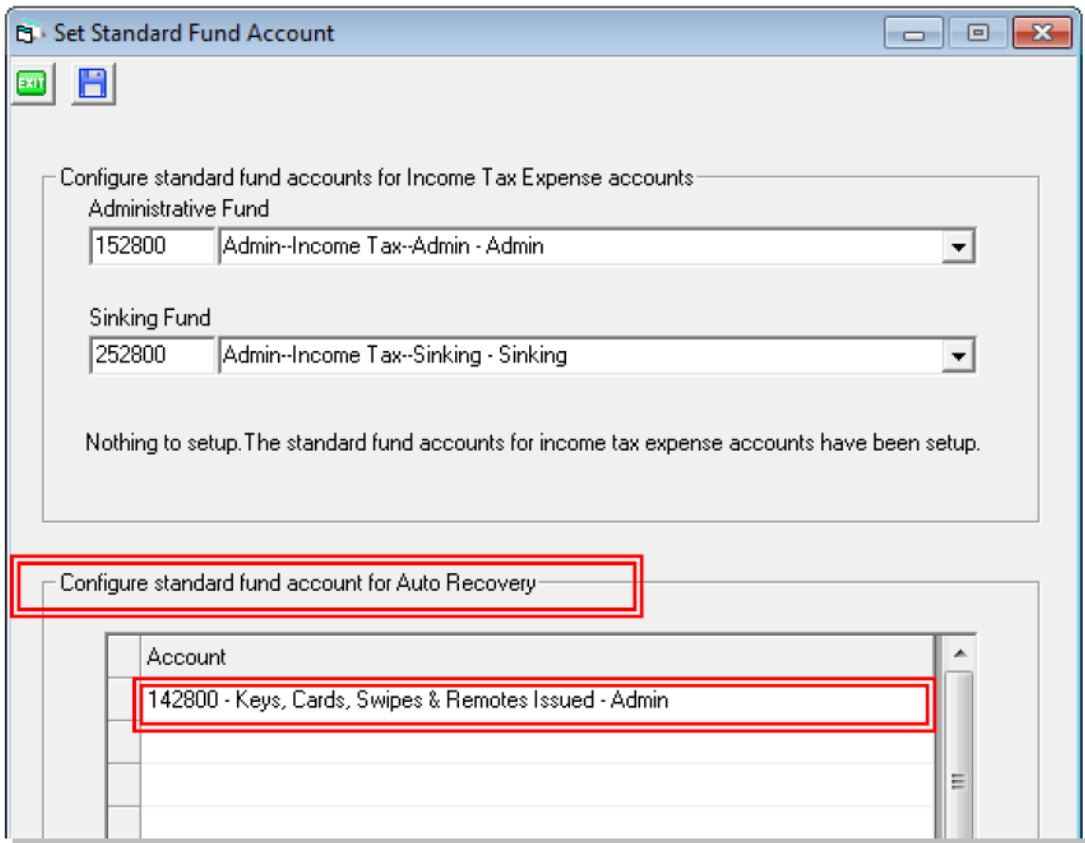 Set Standard Fund Account
EXIT
Configure standard fund accounts for Income Tax Expense accounts
Administrative Fund
152800 Admin--Income Tax--Admin - Admin
Sinking Fund
252800 Admin--Income Tax--Sinking - Sinking
Nothing to setup.The standard fund accounts for income tax expense accounts have been setup.
Configure standard fund account for Auto Recovery
Account
142800 - Keys, Cards, Swipes & Remotes Issued - Admin